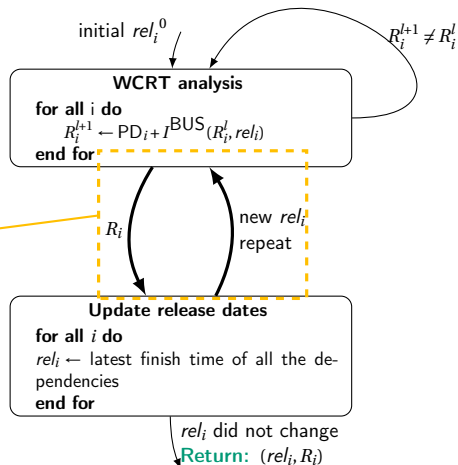 initial rel_i^0
R_i^{l+1} ≠ R_i^l
WCRT analysis
for all i do
R_i^{l+1} ← PD_i + I^{BUS}(R_i^l, rel_i)
end for
R_i
new rel_i
repeat
Update release dates
for all i do
rel_i ← latest finish time of all the de-
pendencies
end for
rel_i did not change
Return: (rel_i, R_i)